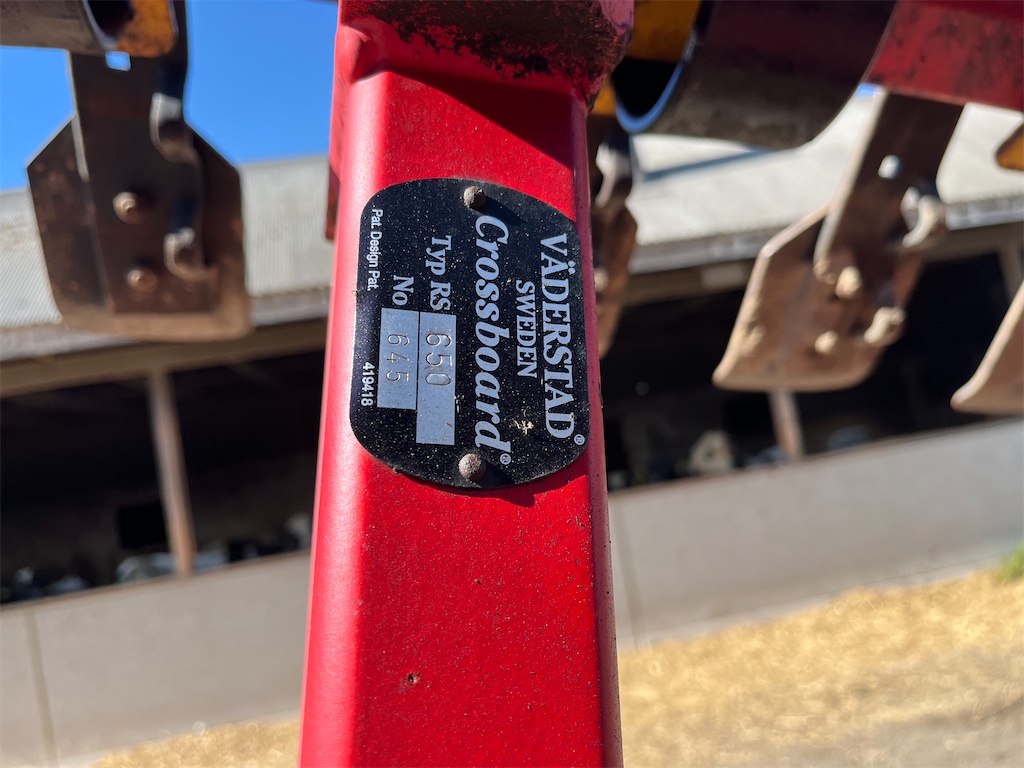 VÄDERSTAD®
SWEDEN
Crossboard®
Typ RS 650
No 645
Pat. Design Pat. 419418